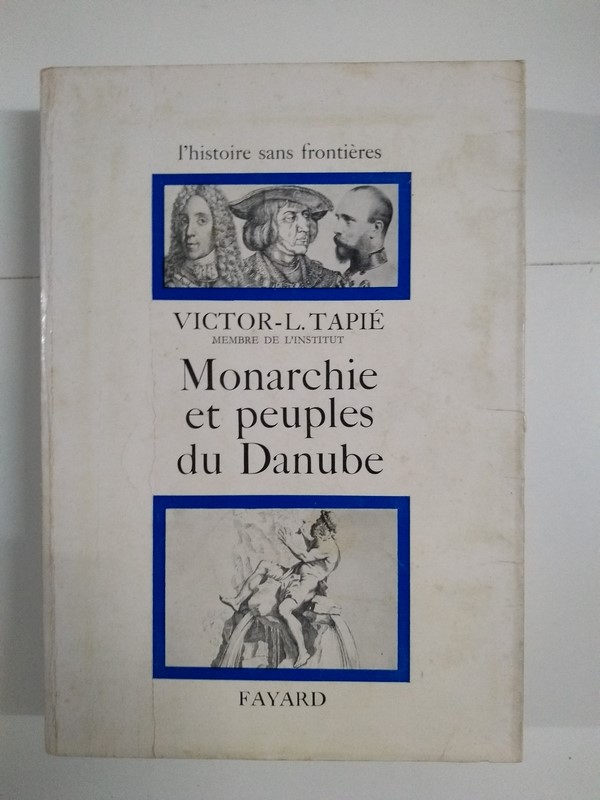 l'histoire sans frontières
VICTOR-L. TAPIÉ
MEMBRE DE L'INSTITUT
Monarchie
et peuples
du Danube
FAYARD